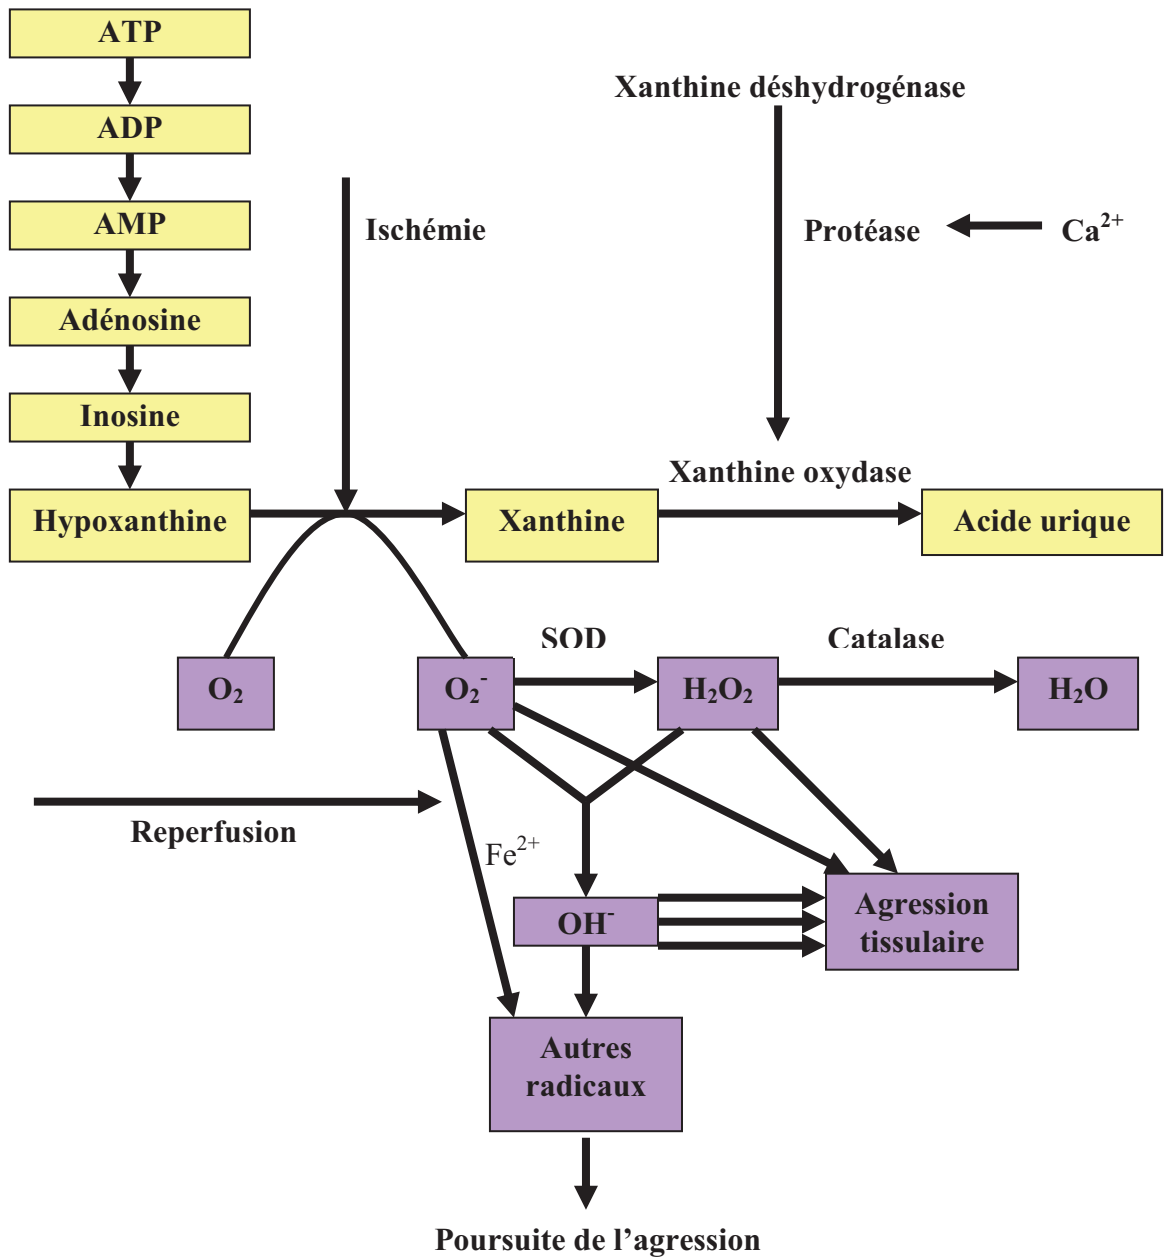 ATP
Xanthine déshydrogénase
ADP
AMP
Ischémie
Protéase
Ca²⁺
Adénosine
Inosine
Xanthine oxydase
Hypoxanthine
Xanthine
Acide urique
SOD
Catalase
O₂
O₂⁻
H₂O₂
H₂O
Reperfusion
Fe²⁺
OH⁻
Agression
tissulaire
Autres
radicaux
Poursuite de l’agression